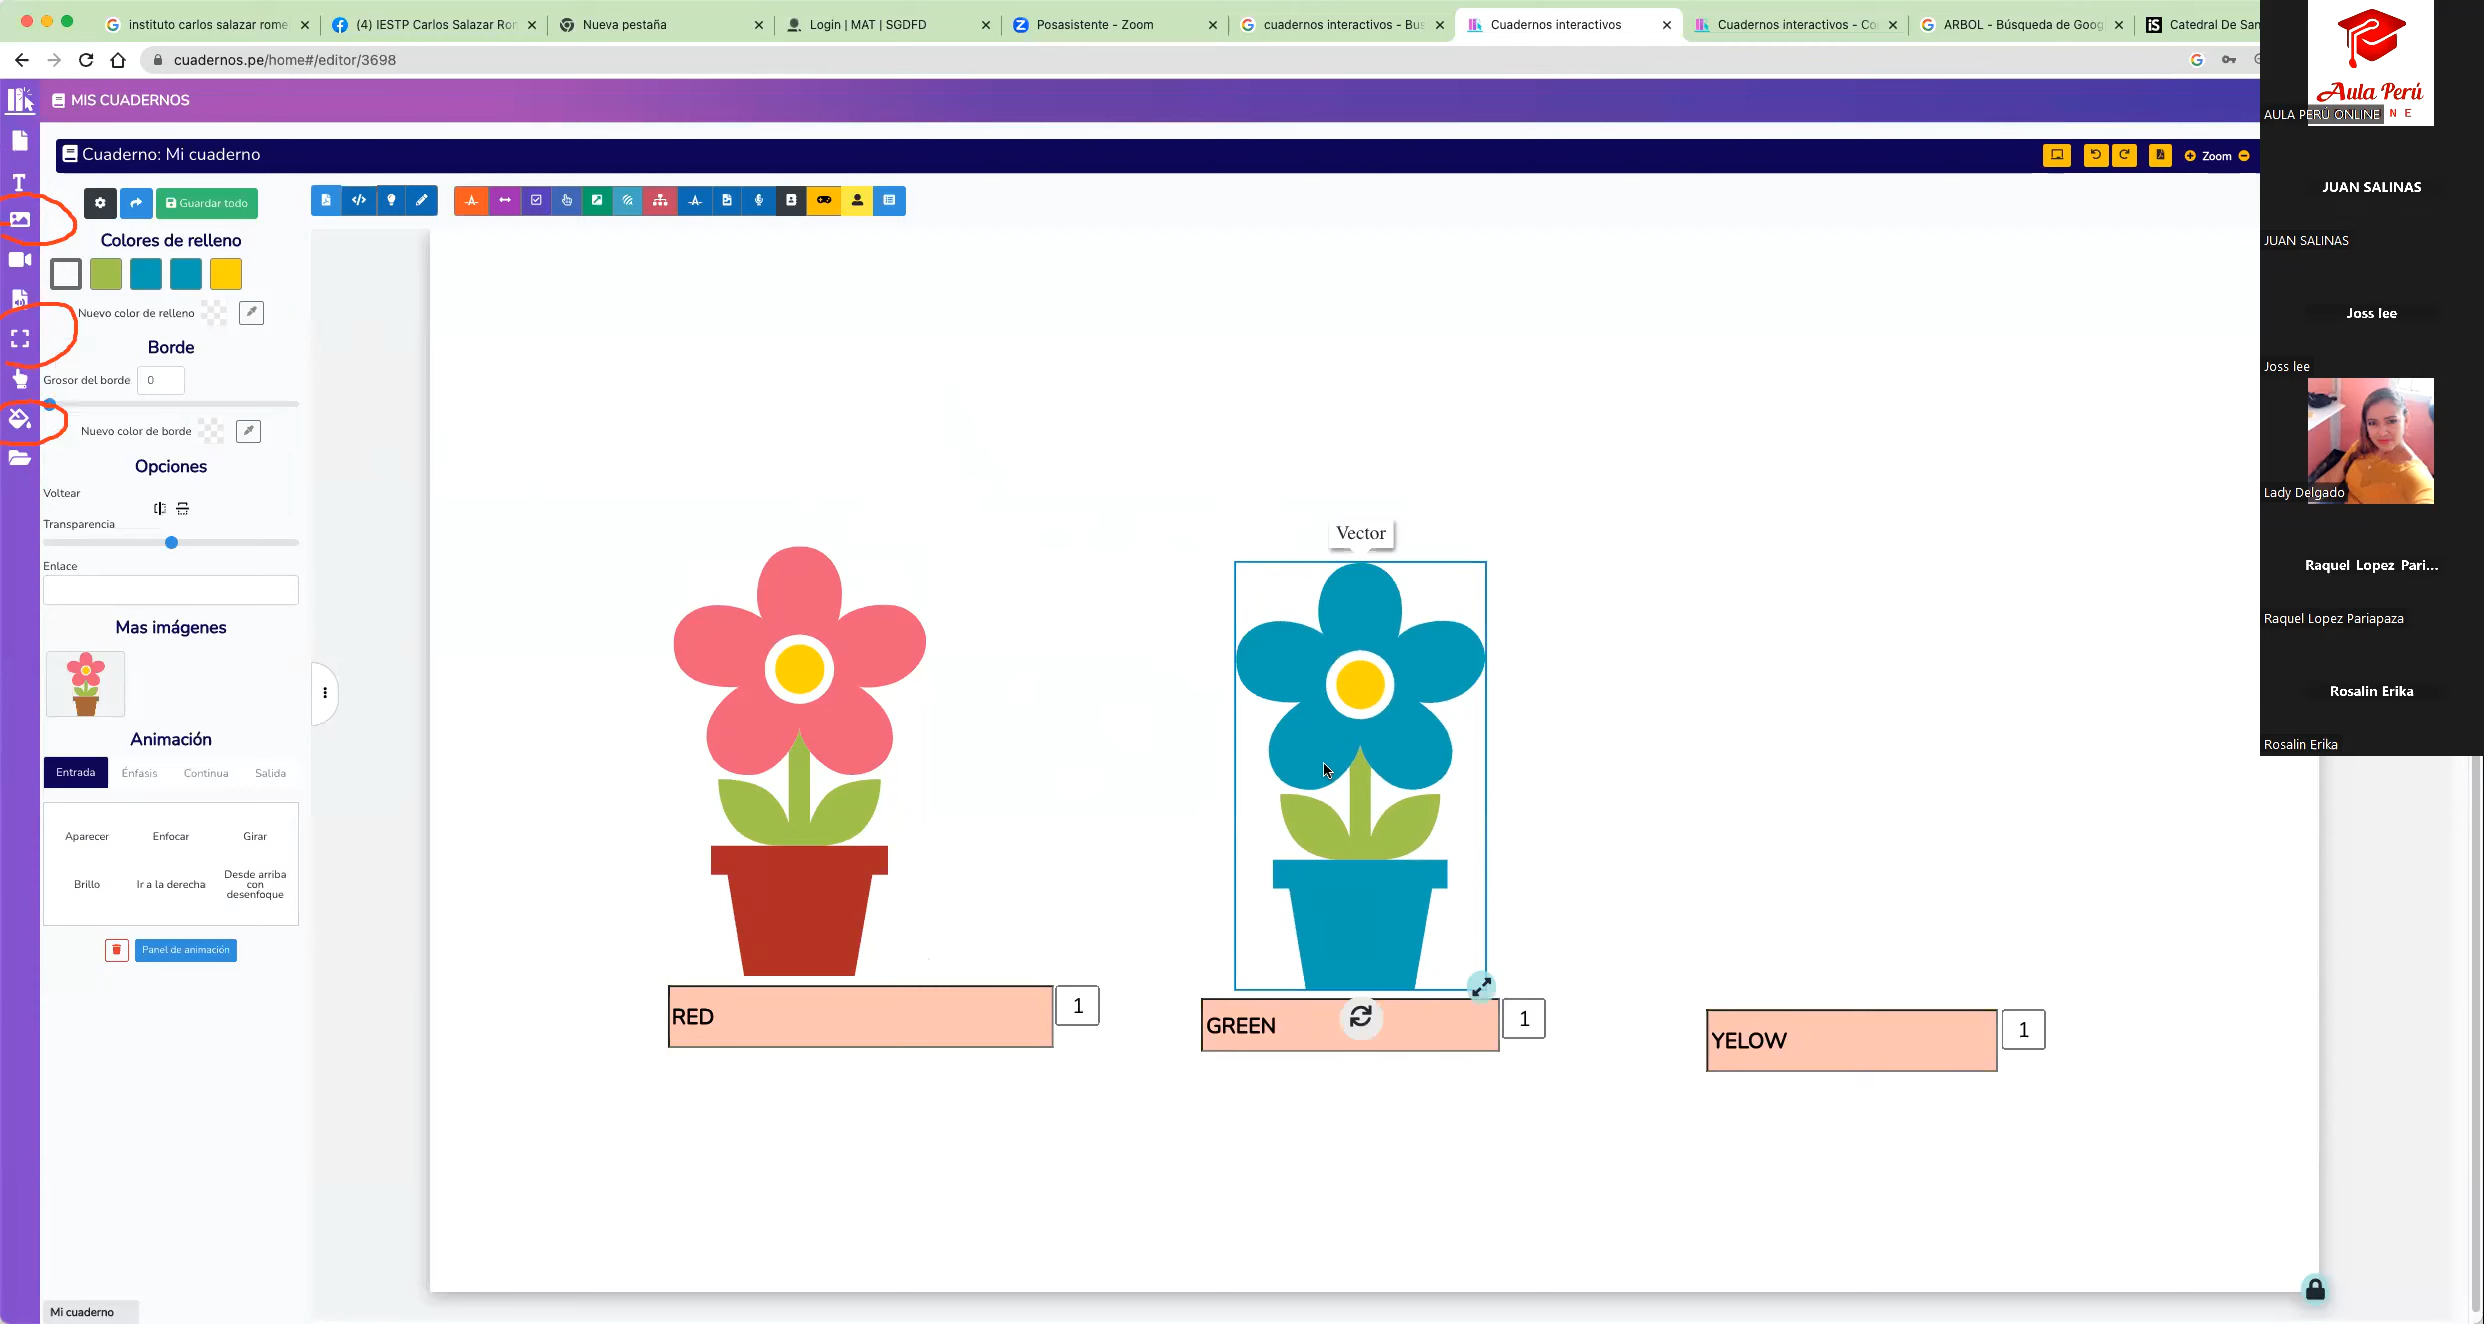 instituto carlos salazar rome
(4) IESTP Carlos Salazar Ror
Nueva pestaña
Login | MAT | SGDFD
Posasistente - Zoom
cuadernos interactivos - Bus
Cuadernos interactivos
Cuadernos interactivos - Co
ARBOL - Búsqueda de Goog
Catedral De San
cuadernos.pe/home#/editor/3698
MIS CUADERNOS
Cuaderno: Mi cuaderno
Zoom
Guardar todo
Colores de relleno
Nuevo color de relleno
Borde
Grosor del borde
0
Nuevo color de borde
Opciones
Voltear
Transparencia
Enlace
Mas imágenes
Animación
Entrada
Énfasis
Continua
Salida
Aparecer
Enfocar
Girar
Brillo
Ir a la derecha
Desde arriba
con
desenfoque
Panel de animación
Mi cuaderno
Vector
RED
1
GREEN
1
YELOW
1
Aula Perú
N E
AULA PERÚ ONLINE
JUAN SALINAS
JUAN SALINAS
Joss lee
Joss lee
Lady Delgado
Raquel Lopez Pari...
Raquel Lopez Pariapaza
Rosalin Erika
Rosalin Erika